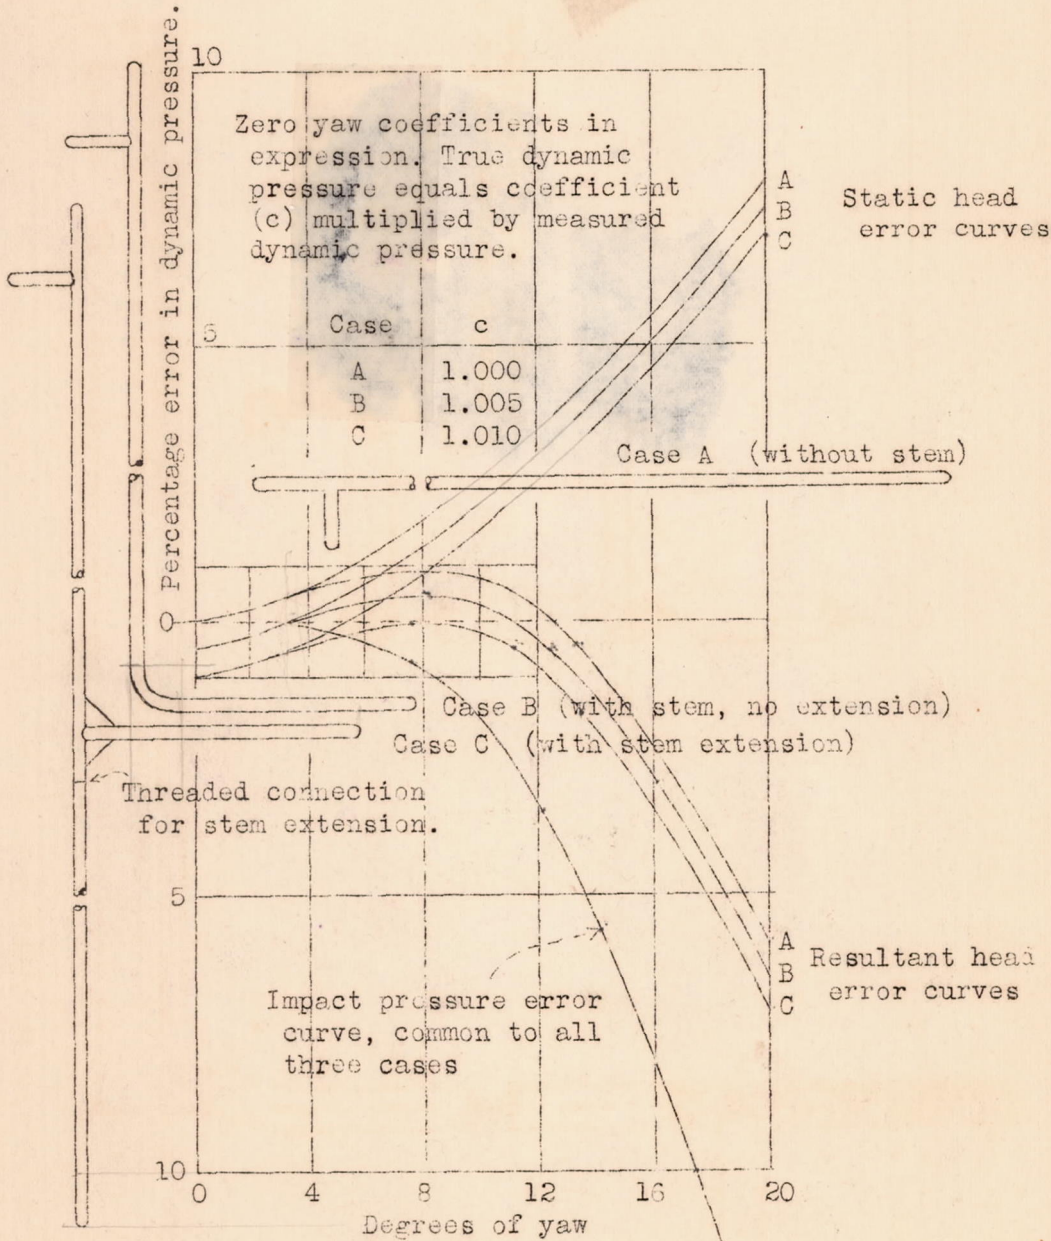 Percentage error in dynamic pressure.
10
Zero yaw coefficients in
expression. True dynamic
pressure equals coefficient
(c) multiplied by measured
dynamic pressure.
A
B
C
Static head
error curves
5
Case c
A 1.000
B 1.005
C 1.010
Case A (without stem)
0
Case B (with stem, no extension)
Case C (with stem extension)
Threaded connection
for stem extension.
5
A
B
C
Resultant head
error curves
Impact pressure error
curve, common to all
three cases
10
0 4 8 12 16 20
Degrees of yaw